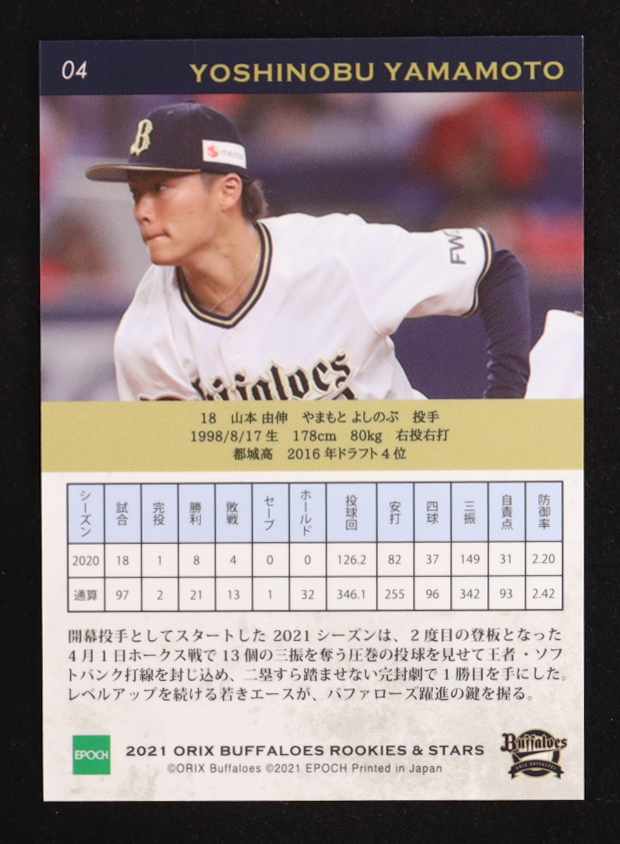 04 YOSHINOBU YAMAMOTO
B
FW
Buffaloes
18 山本 由伸 やまもと よしのぶ 投手
1998/8/17 生 178cm 80kg 右投右打
都城高 2016 年ドラフト 4 位
シーズン 試合 完投 勝利 敗戦 セーブ ホールド 投球回 安打 四球 三振 自責点 防御率
2020 18 1 8 4 0 0 126.2 82 37 149 31 2.20
通算 97 2 21 13 1 32 346.1 255 96 342 93 2.42
開幕投手としてスタートした 2021 シーズンは、2 度目の登板となった
4 月 1 日ホークス戦で 13 個の三振を奪う圧巻の投球を見せて王者・ソフ
トバンク打線を封じ込め、二塁すら踏ませない完封劇で 1 勝目を手にした。
レベルアップを続ける若きエースが、バファローズ躍進の鍵を握る。
EPOCH 2021 ORIX BUFFALOES ROOKIES & STARS Buffaloes
ORIX BUFFALOES
©ORIX Buffaloes ©2021 EPOCH Printed in Japan